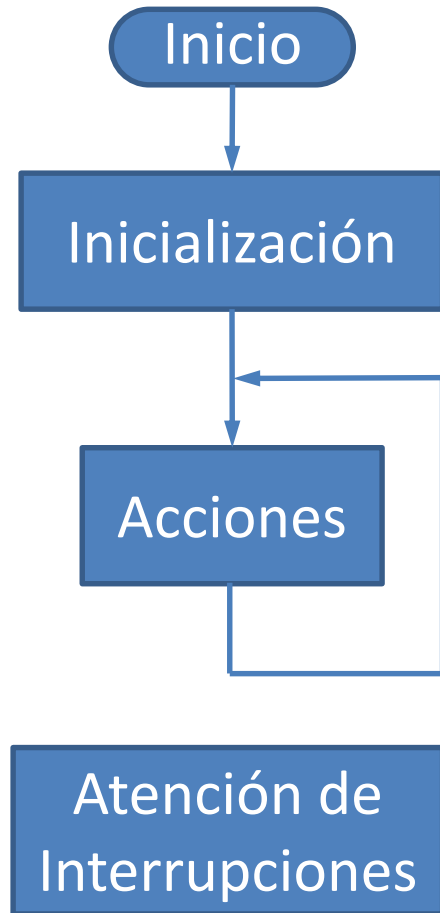 Inicio
Inicialización
Acciones
Atención de
Interrupciones